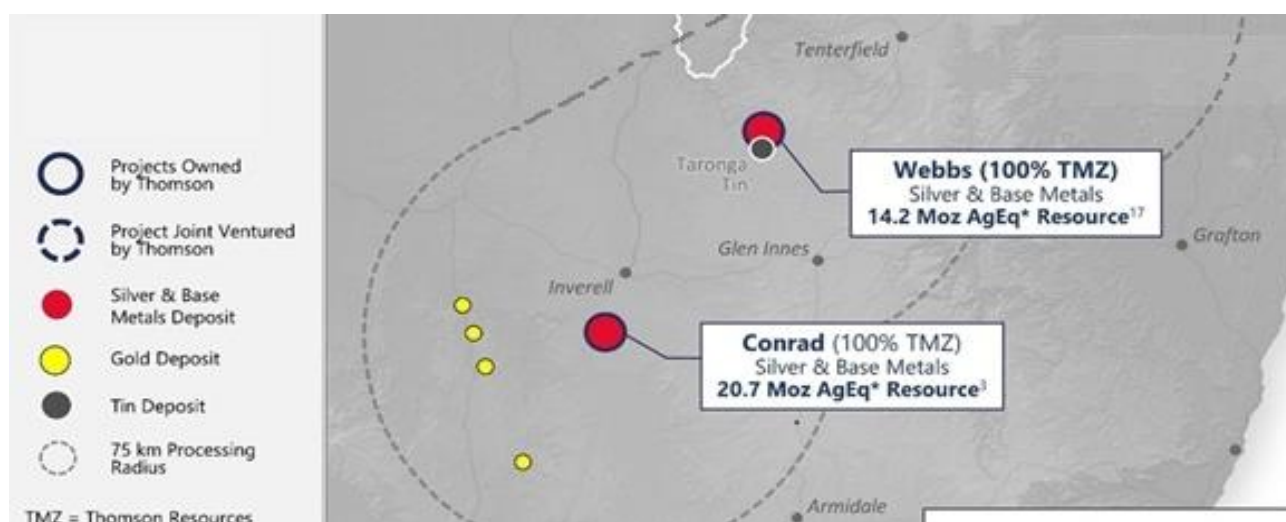 Projects Owned
by Thomson
Project Joint Ventured
by Thomson
Silver & Base
Metals Deposit
Gold Deposit
Tin Deposit
75 km Processing
Radius
TMZ = Thomson Resources
Tenterfield
Taronga
Tin
Webbs (100% TMZ)
Silver & Base Metals
14.2 Moz AgEq* Resource17
Glen Innes
Grafton
Inverell
Conrad (100% TMZ)
Silver & Base Metals
20.7 Moz AgEq* Resource3
Armidale